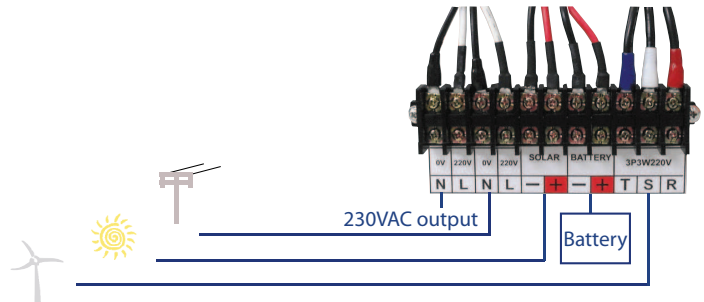 0V 220V 0V 220V SOLAR BATTERY 3P3W220V
N L N L − + − + T S R
230VAC output
Battery